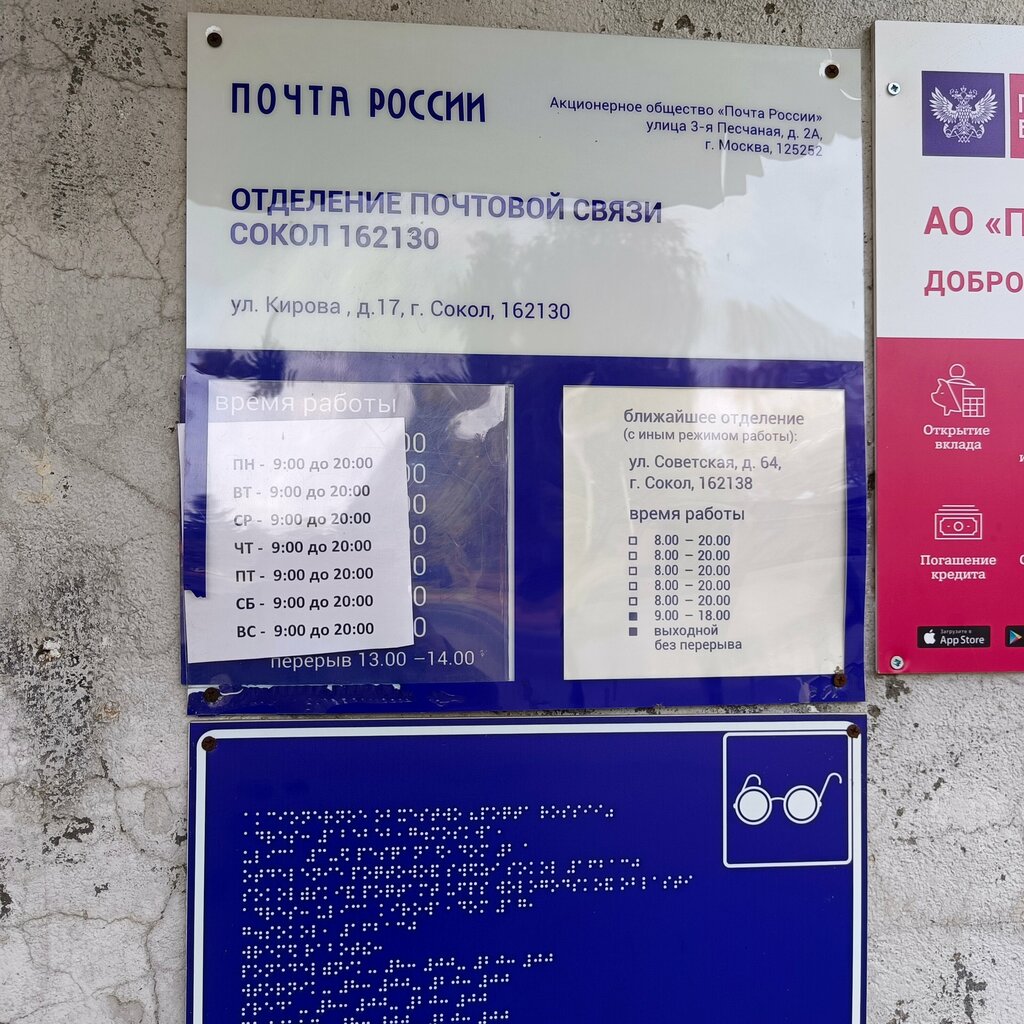 ПОЧТА РОССИИ
Акционерное общество «Почта России»
улица 3-я Песчаная, д. 2А,
г. Москва, 125252
ОТДЕЛЕНИЕ ПОЧТОВОЙ СВЯЗИ
СОКОЛ 162130
ул. Кирова , д.17, г. Сокол, 162130
время работы
ПН - 9:00 до 20:00
ВТ - 9:00 до 20:00
СР - 9:00 до 20:00
ЧТ - 9:00 до 20:00
ПТ - 9:00 до 20:00
СБ - 9:00 до 20:00
ВС - 9:00 до 20:00
перерыв 13.00 –14.00
ближайшее отделение
(с иным режимом работы):
ул. Советская, д. 64,
г. Сокол, 162138
время работы
8.00 – 20.00
8.00 – 20.00
8.00 – 20.00
8.00 – 20.00
8.00 – 20.00
9.00 – 18.00
выходной
без перерыва
АО «П
ДОБРО
Открытие
вклада
Погашение
кредита
Загрузите в
App Store